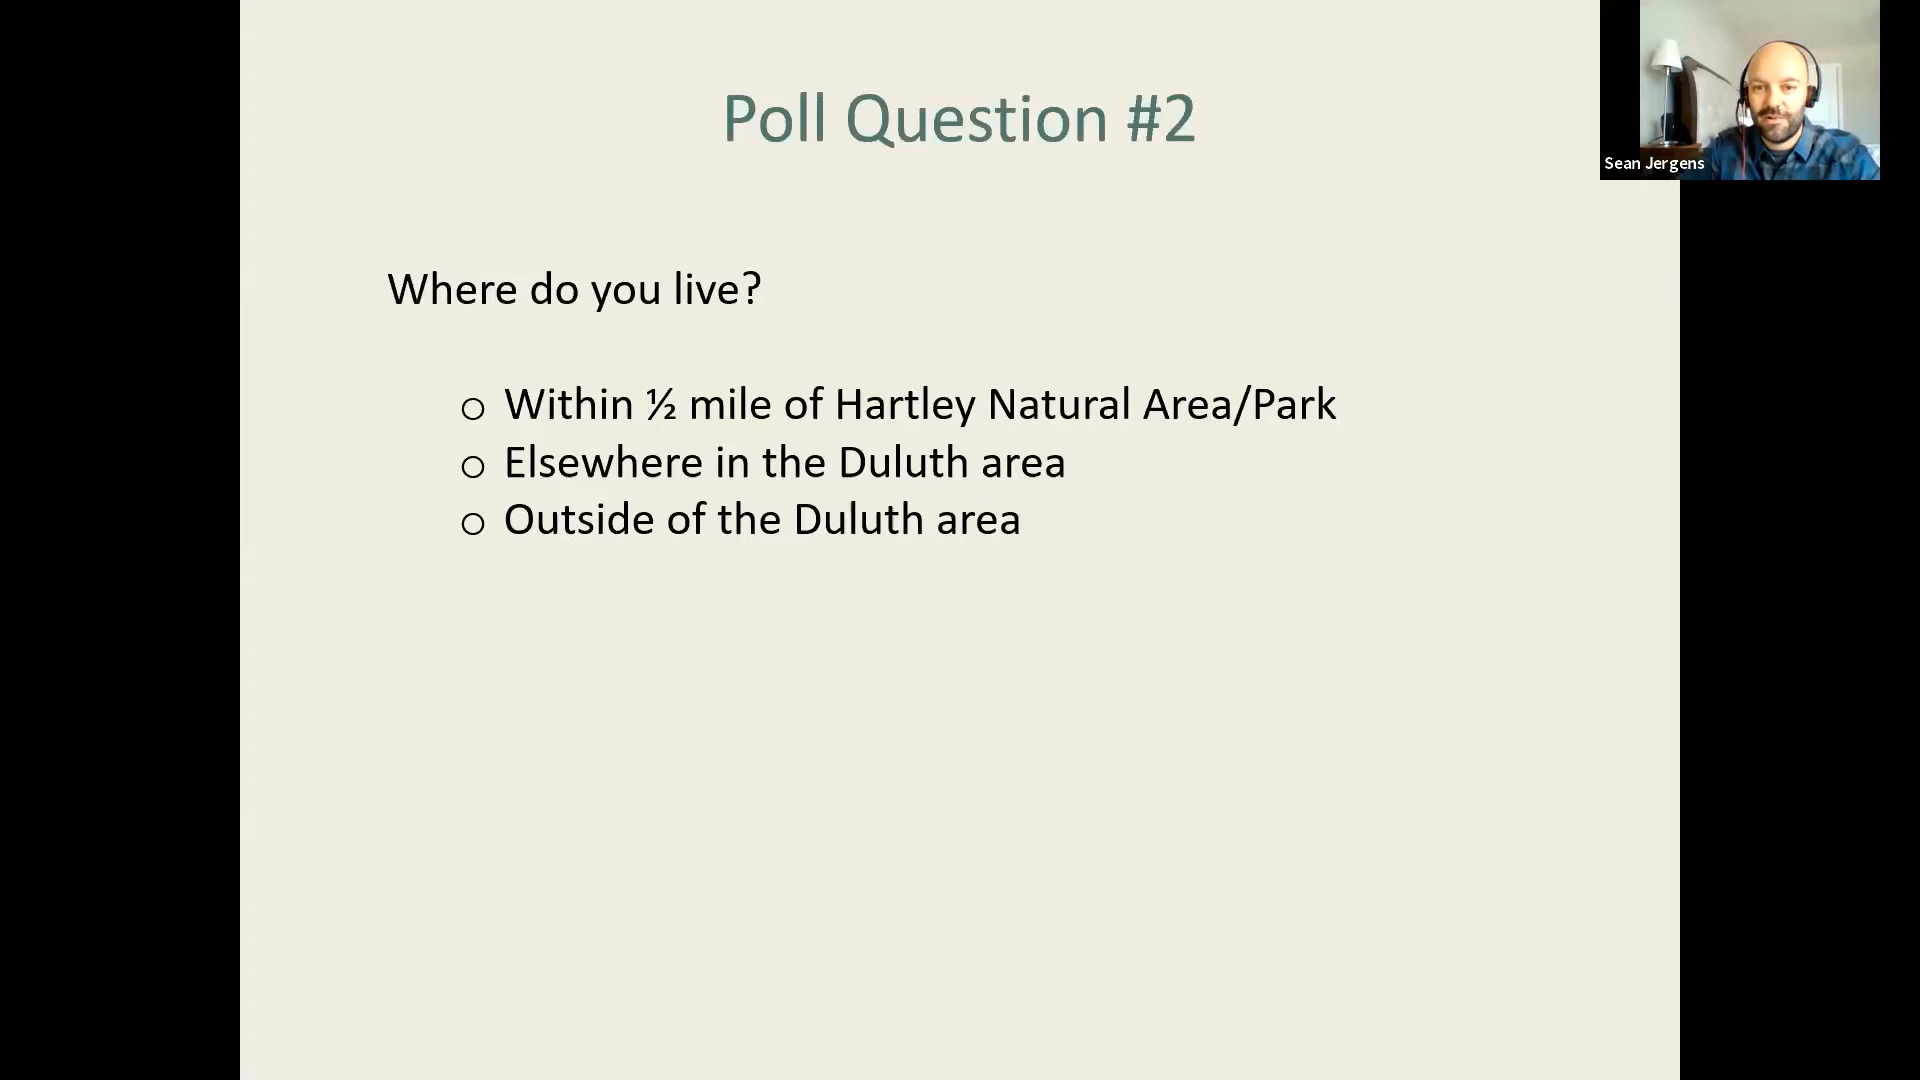 Poll Question #2
Sean Jergens
Where do you live?
o Within ½ mile of Hartley Natural Area/Park
o Elsewhere in the Duluth area
o Outside of the Duluth area